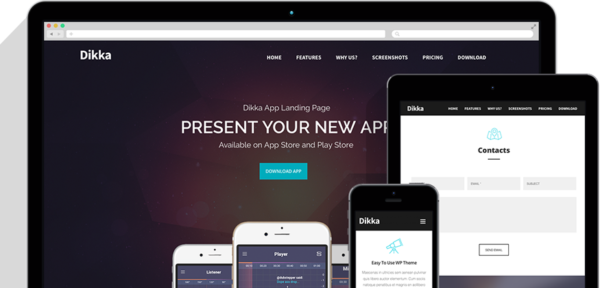 Dikka
HOME FEATURES WHY US? SCREENSHOTS PRICING DOWNLOAD
Dikka App Landing Page
PRESENT YOUR NEW APP
Available on App Store and Play Store
DOWNLOAD APP
Listener
Player
Dikka
HOME FEATURES WHY US? SCREENSHOTS PRICING DOWNLOAD
Contacts
EMAIL * SUBJECT
SEND EMAIL
Dikka
Easy To Use WP Theme